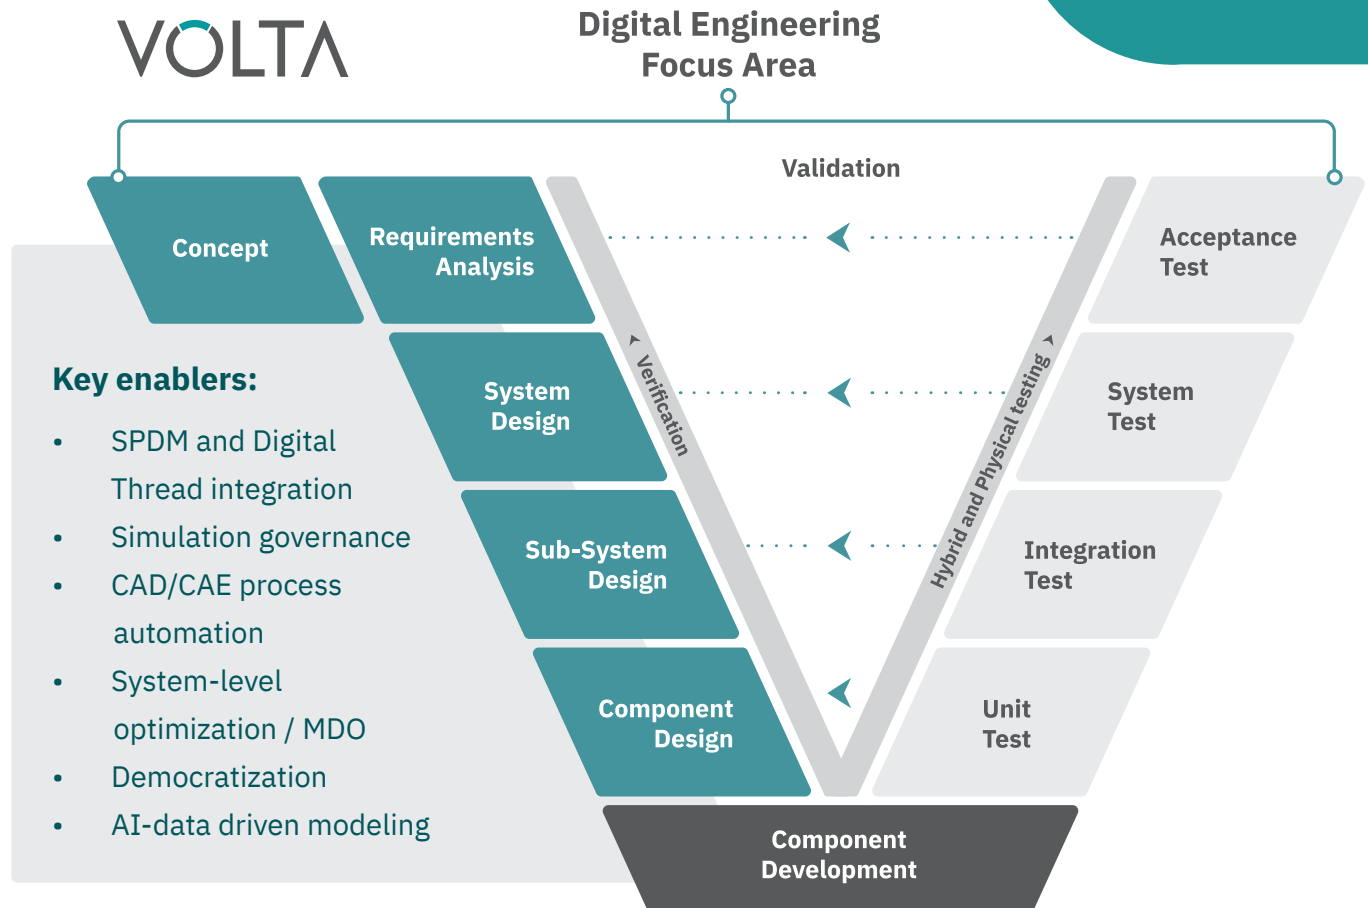 VOLTA
Digital Engineering
Focus Area
Validation
Concept
Requirements
Analysis
Acceptance
Test
Verification
Hybrid and Physical testing
Key enablers:
• SPDM and Digital
Thread integration
• Simulation governance
• CAD/CAE process
automation
• System-level
optimization / MDO
• Democratization
• AI-data driven modeling
System
Design
System
Test
Sub-System
Design
Integration
Test
Component
Design
Unit
Test
Component
Development